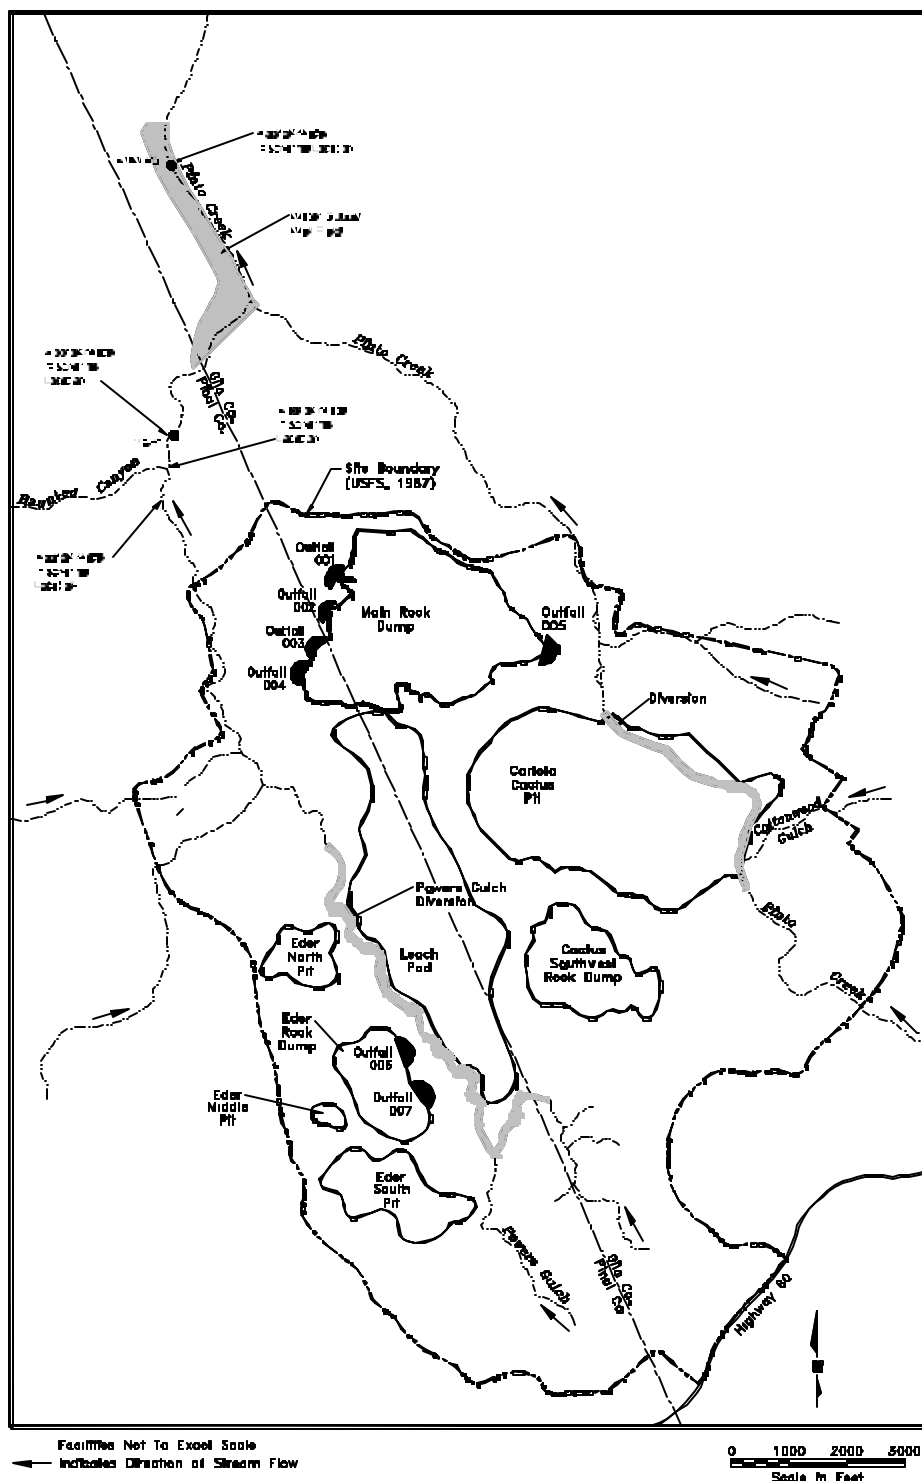 Pinto Creek
Pinto Creek
Gila Co.
Pinal Co.
Haunted Canyon
Site Boundary
(USFS, 1987)
Outfall
001
Outfall
002
Outfall
003
Outfall
004
Main Rock
Dump
Outfall
005
Diversion
Carlota
Cactus
Pit
Cottonwood
Gulch
Powers Gulch
Diversion
Pinto
Creek
Eder
North
Pit
Leach
Pad
Cactus
Southwest
Rock Dump
Eder
Rock
Dump
Outfall
006
Eder
Middle
Pit
Outfall
007
Eder
South
Pit
Powers Gulch
Gila Co.
Pinal Co.
Highway 60
Facilities Not To Exact Scale
Indicates Direction of Stream Flow
0 1000 2000 3000
Scale in Feet